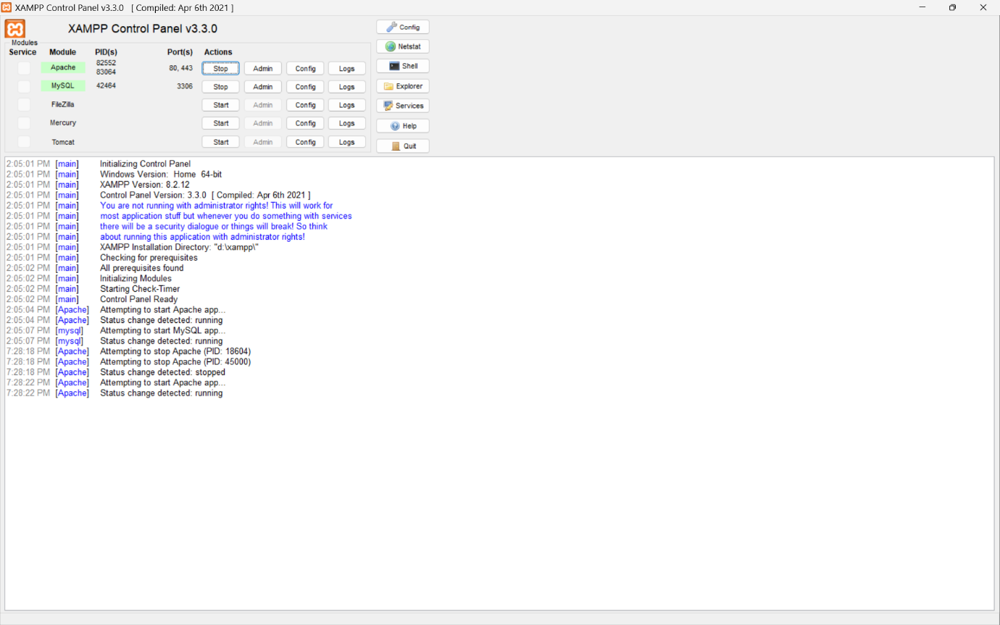 XAMPP Control Panel v3.3.0 [ Compiled: Apr 6th 2021 ]
XAMPP Control Panel v3.3.0
Config
Modules
Service Module PID(s) Port(s) Actions
Netstat
Apache 82552 83064 80, 443 Stop Admin Config Logs
Shell
MySQL 42464 3306 Stop Admin Config Logs
Explorer
FileZilla Start Admin Config Logs
Services
Mercury Start Admin Config Logs
Help
Tomcat Start Admin Config Logs
Quit
2:05:01 PM [main] Initializing Control Panel
2:05:01 PM [main] Windows Version: Home 64-bit
2:05:01 PM [main] XAMPP Version: 8.2.12
2:05:01 PM [main] Control Panel Version: 3.3.0 [ Compiled: Apr 6th 2021 ]
2:05:01 PM [main] You are not running with administrator rights! This will work for
2:05:01 PM [main] most application stuff but whenever you do something with services
2:05:01 PM [main] there will be a security dialogue or things will break! So think
2:05:01 PM [main] about running this application with administrator rights!
2:05:01 PM [main] XAMPP Installation Directory: "d:\xampp\"
2:05:01 PM [main] Checking for prerequisites
2:05:02 PM [main] All prerequisites found
2:05:02 PM [main] Initializing Modules
2:05:02 PM [main] Starting Check-Timer
2:05:02 PM [main] Control Panel Ready
2:05:04 PM [Apache] Attempting to start Apache app...
2:05:04 PM [Apache] Status change detected: running
2:05:07 PM [mysql] Attempting to start MySQL app...
2:05:07 PM [mysql] Status change detected: running
7:28:18 PM [Apache] Attempting to stop Apache (PID: 18604)
7:28:18 PM [Apache] Attempting to stop Apache (PID: 45000)
7:28:18 PM [Apache] Status change detected: stopped
7:28:22 PM [Apache] Attempting to start Apache app...
7:28:22 PM [Apache] Status change detected: running